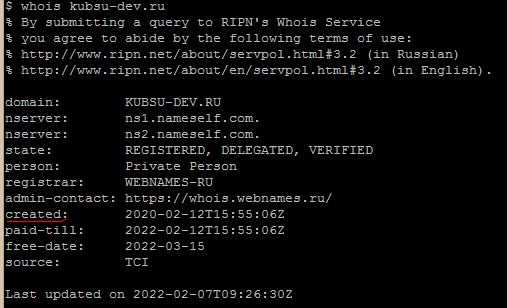 $ whois kubsu-dev.ru
% By submitting a query to RIPN's Whois Service
% you agree to abide by the following terms of use:
% http://www.ripn.net/about/servpol.html#3.2 (in Russian)
% http://www.ripn.net/about/en/servpol.html#3.2 (in English).
domain: KUBSU-DEV.RU
nserver: ns1.nameself.com.
nserver: ns2.nameself.com.
state: REGISTERED, DELEGATED, VERIFIED
person: Private Person
registrar: WEBNAMES-RU
admin-contact: https://whois.webnames.ru/
created: 2020-02-12T15:55:06Z
paid-till: 2022-02-12T15:55:06Z
free-date: 2022-03-15
source: TCI
Last updated on 2022-02-07T09:26:30Z